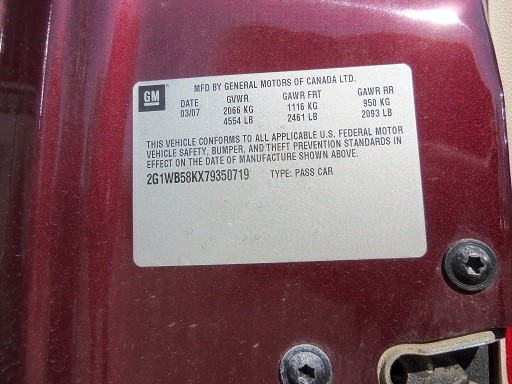 MFD BY GENERAL MOTORS OF CANADA LTD.
GM DATE GVWR GAWR FRT GAWR RR
03/07 2066 KG 1116 KG 950 KG
4554 LB 2461 LB 2093 LB
THIS VEHICLE CONFORMS TO ALL APPLICABLE U.S. FEDERAL MOTOR
VEHICLE SAFETY, BUMPER, AND THEFT PREVENTION STANDARDS IN
EFFECT ON THE DATE OF MANUFACTURE SHOWN ABOVE.
2G1WB58KX79350719 TYPE: PASS CAR